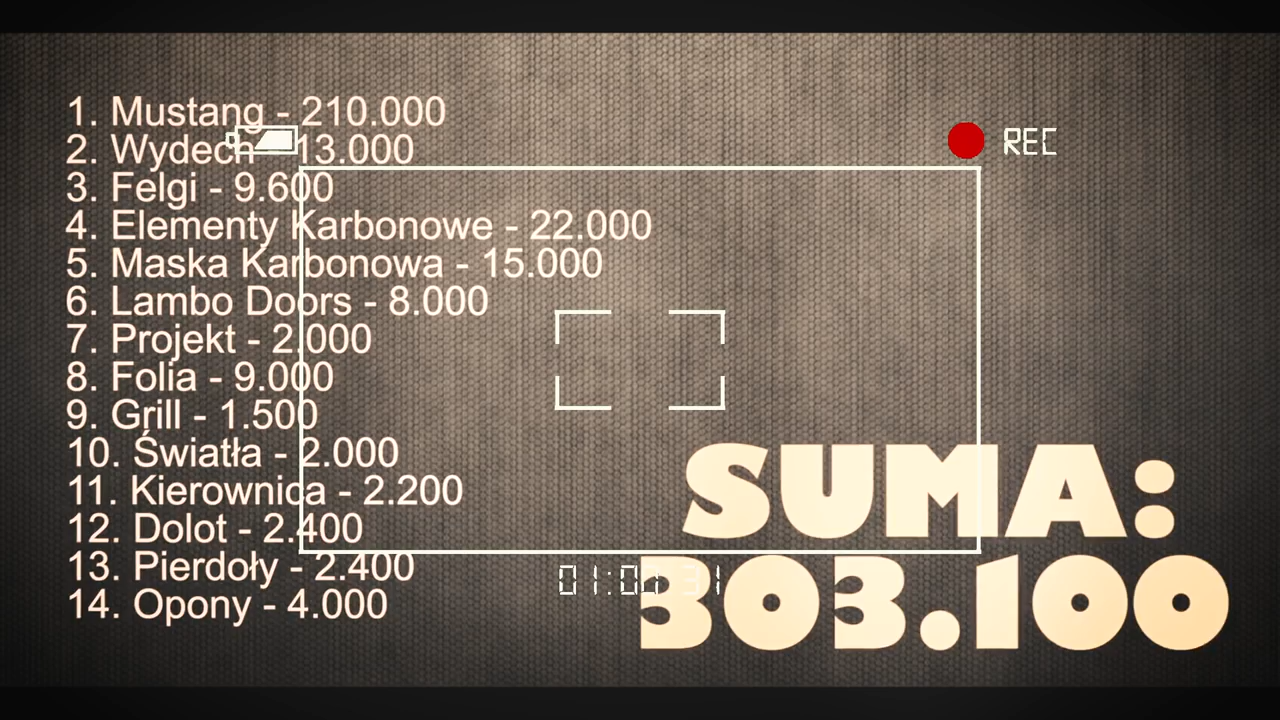 1. Mustang - 210.000
2. Wydech - 13.000
3. Felgi - 9.600
4. Elementy Karbonowe - 22.000
5. Maska Karbonowa - 15.000
6. Lambo Doors - 8.000
7. Projekt - 2.000
8. Folia - 9.000
9. Grill - 1.500
10. Światła - 2.000
11. Kierownica - 2.200
12. Dolot - 2.400
13. Pierdoły - 2.400
14. Opony - 4.000
REC
SUMA:
303.100